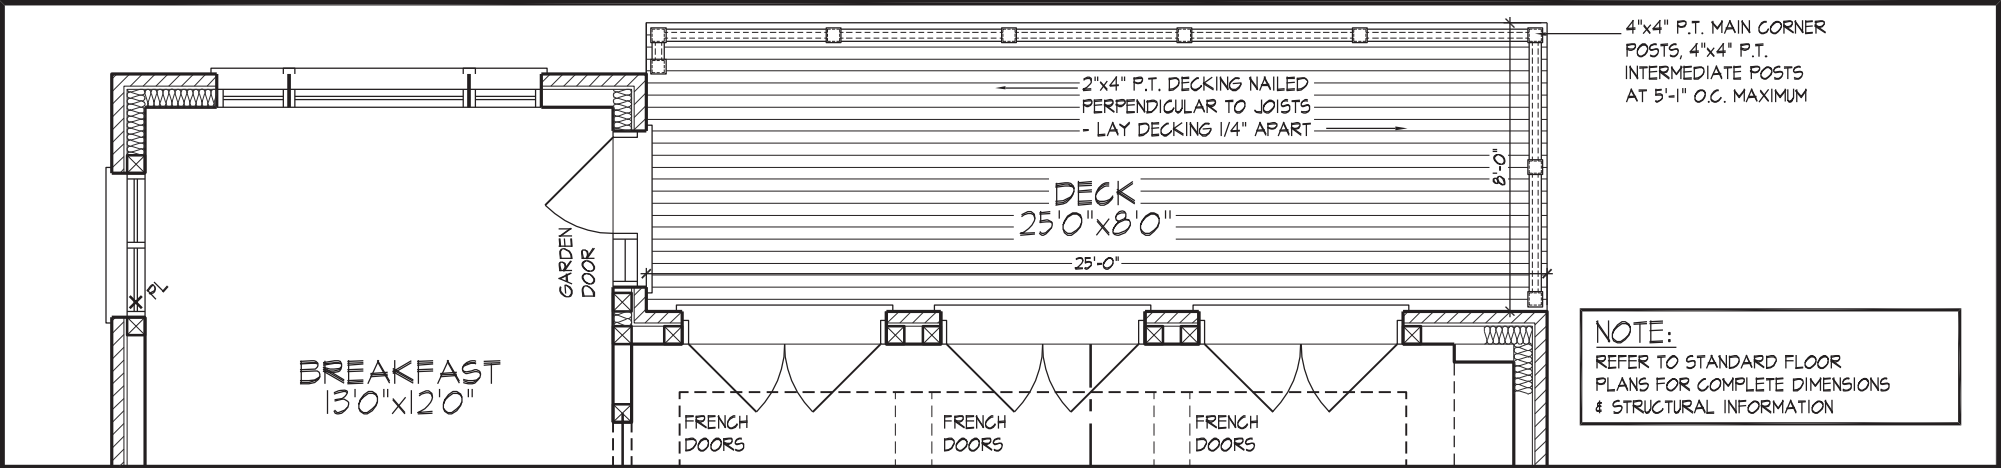 4"x4" P.T. MAIN CORNER
POSTS, 4"x4" P.T.
INTERMEDIATE POSTS
AT 5'-1" O.C. MAXIMUM
2"x4" P.T. DECKING NAILED
PERPENDICULAR TO JOISTS
- LAY DECKING 1/4" APART
8'-0"
DECK
25'0"x8'0"
25'-0"
GARDEN
DOOR
PL
BREAKFAST
13'0"x12'0"
FRENCH
DOORS
FRENCH
DOORS
FRENCH
DOORS
NOTE:
REFER TO STANDARD FLOOR
PLANS FOR COMPLETE DIMENSIONS
& STRUCTURAL INFORMATION